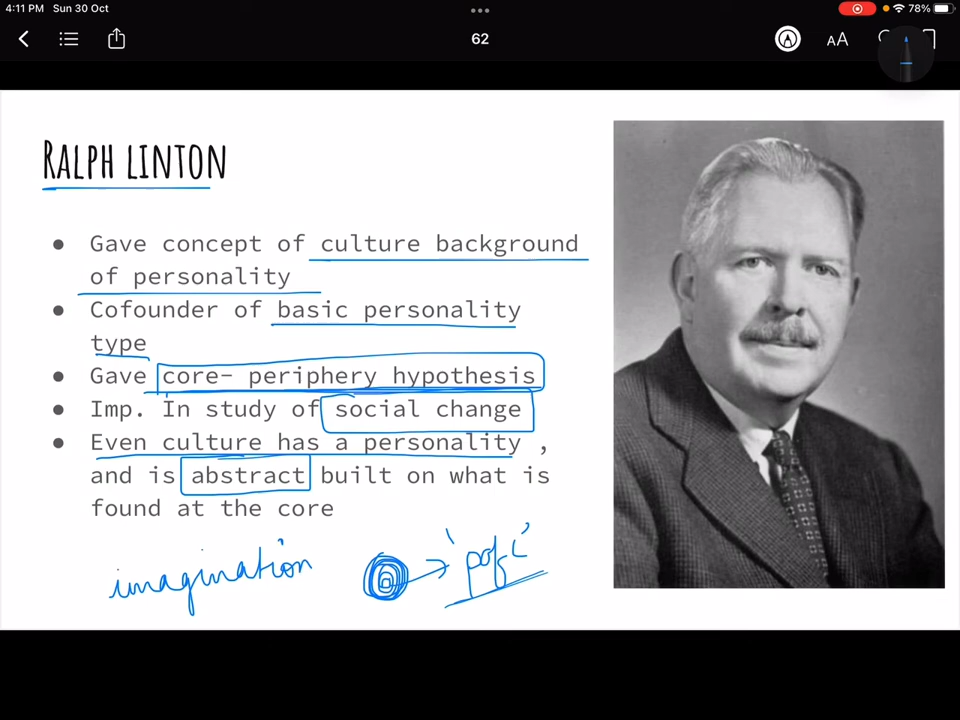 4:11 PM Sun 30 Oct
78%
62
AA
RALPH LINTON
● Gave concept of culture background
of personality
● Cofounder of basic personality
type
● Gave core- periphery hypothesis
● Imp. In study of social change
● Even culture has a personality ,
and is abstract built on what is
found at the core
imagination